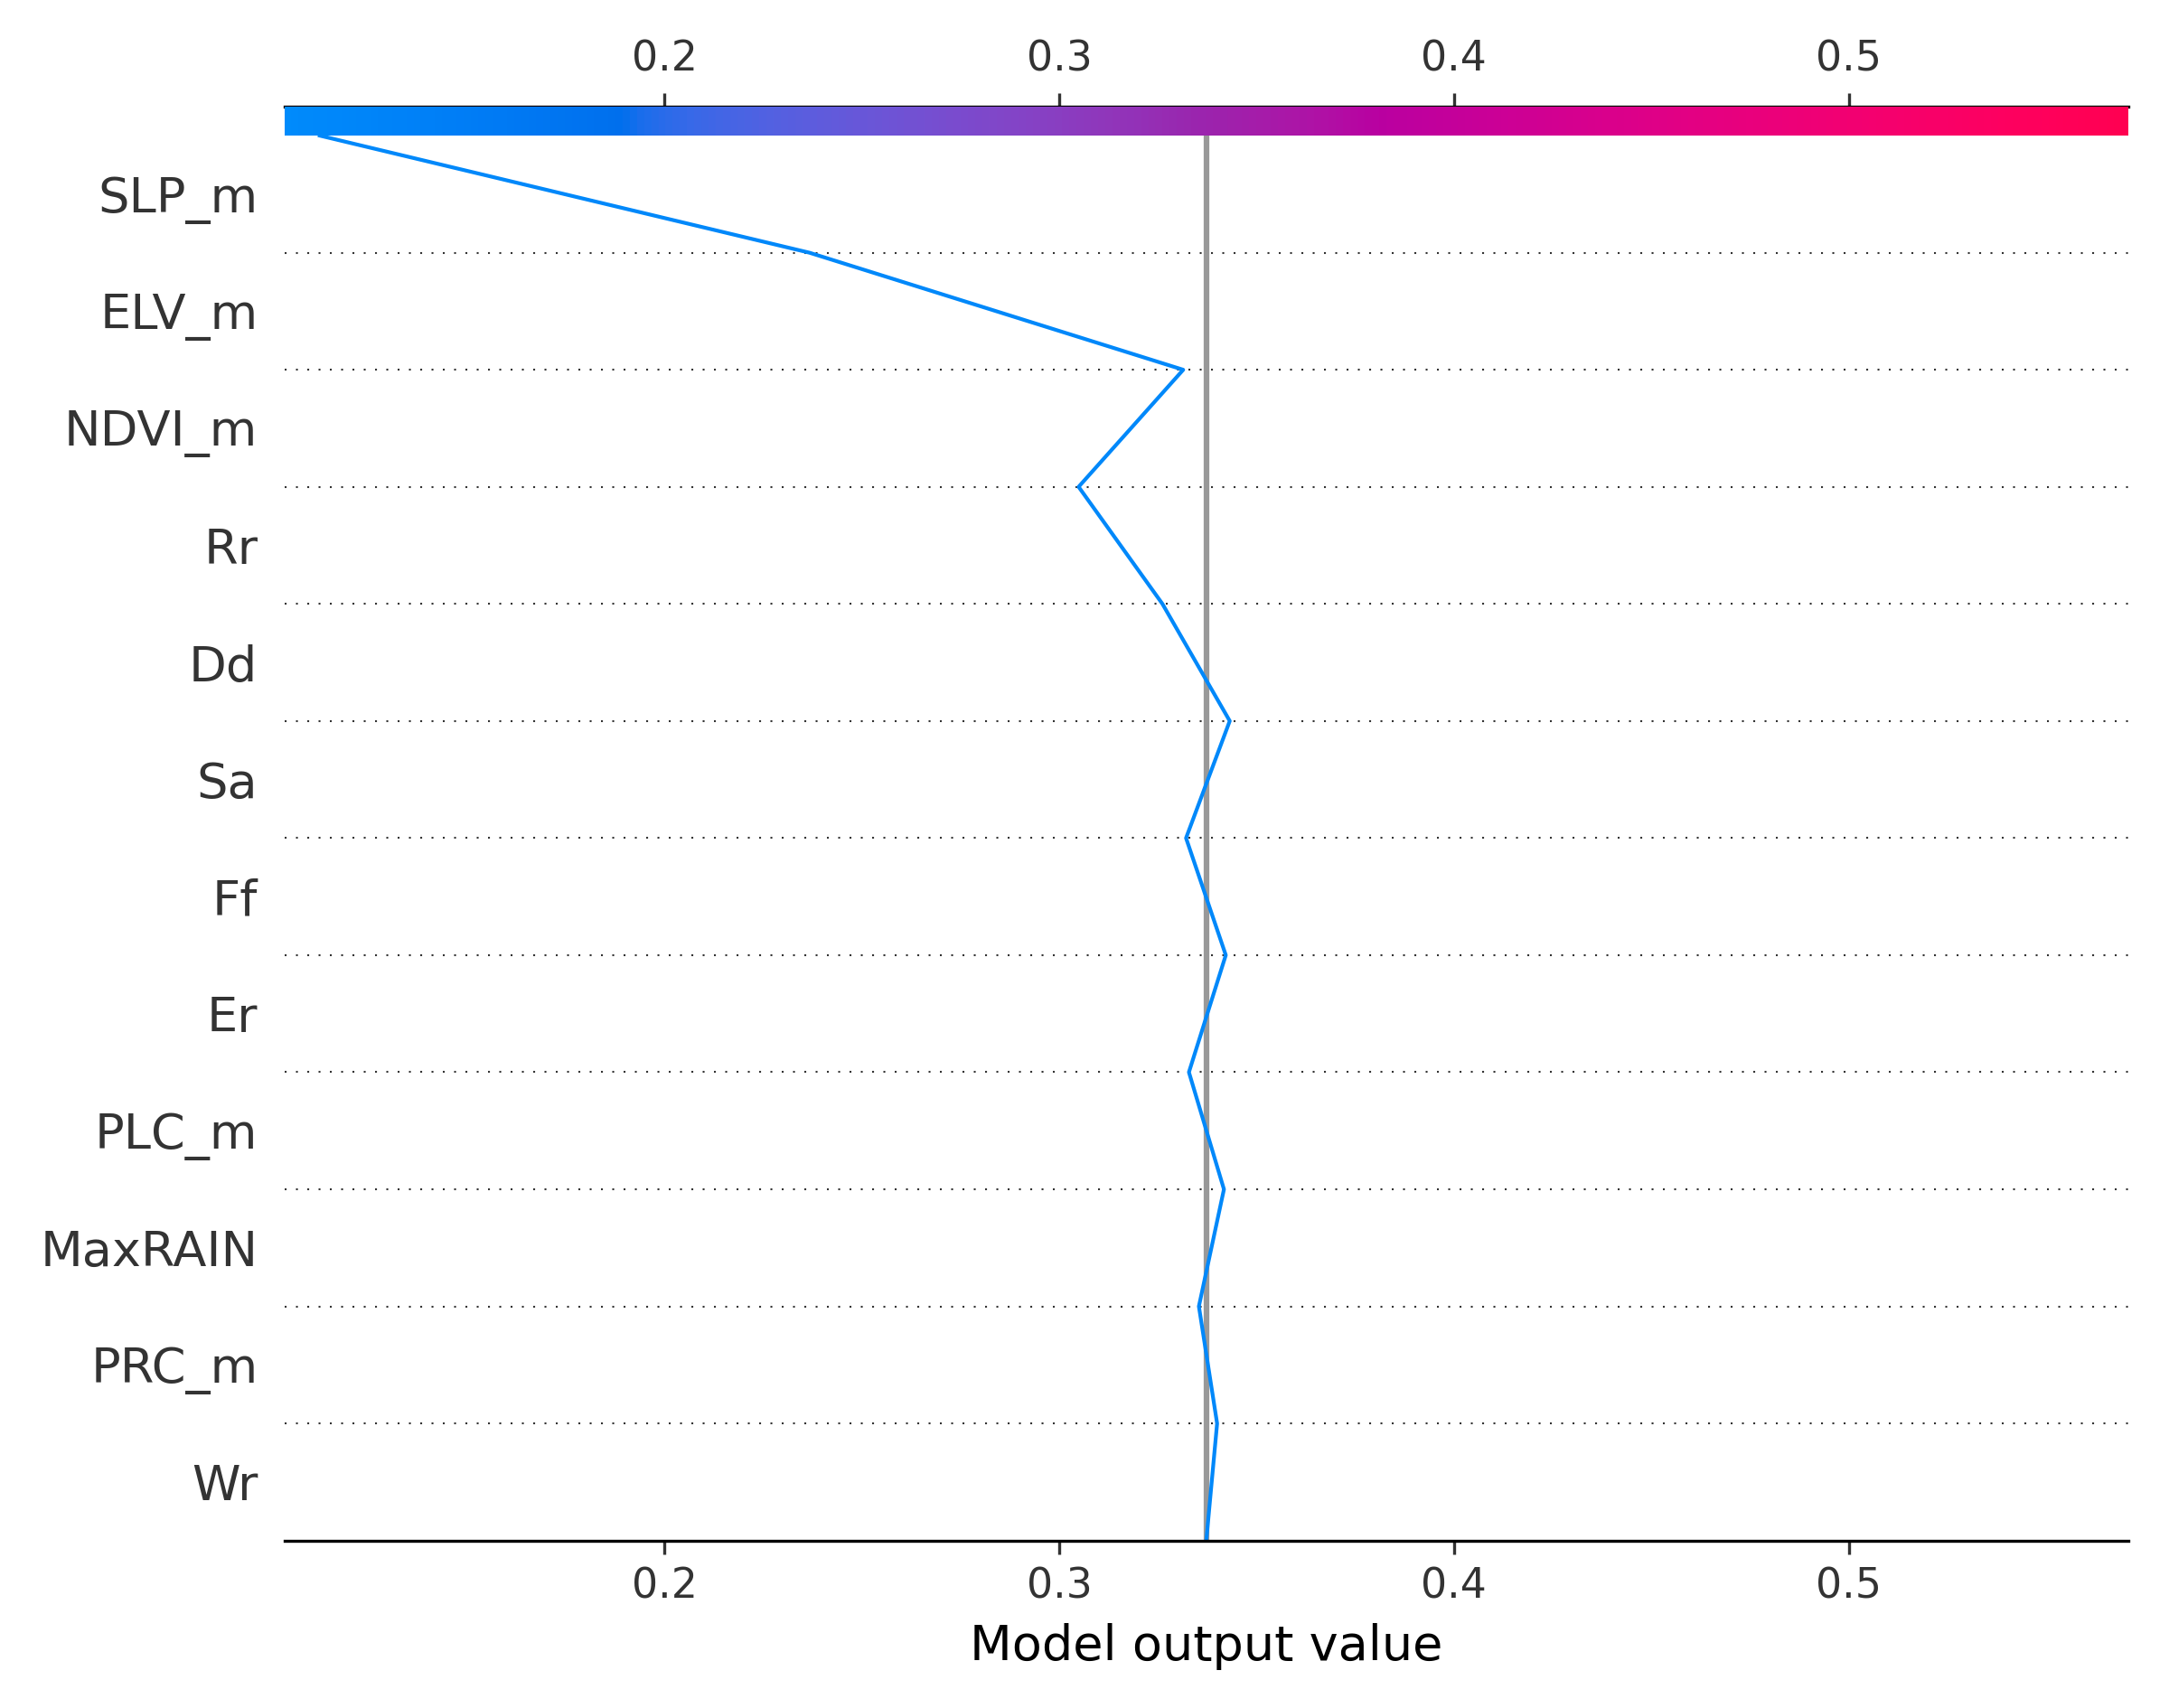 0.2 0.3 0.4 0.5
SLP_m
ELV_m
NDVI_m
Rr
Dd
Sa
Ff
Er
PLC_m
MaxRAIN
PRC_m
Wr
0.2 0.3 0.4 0.5
Model output value